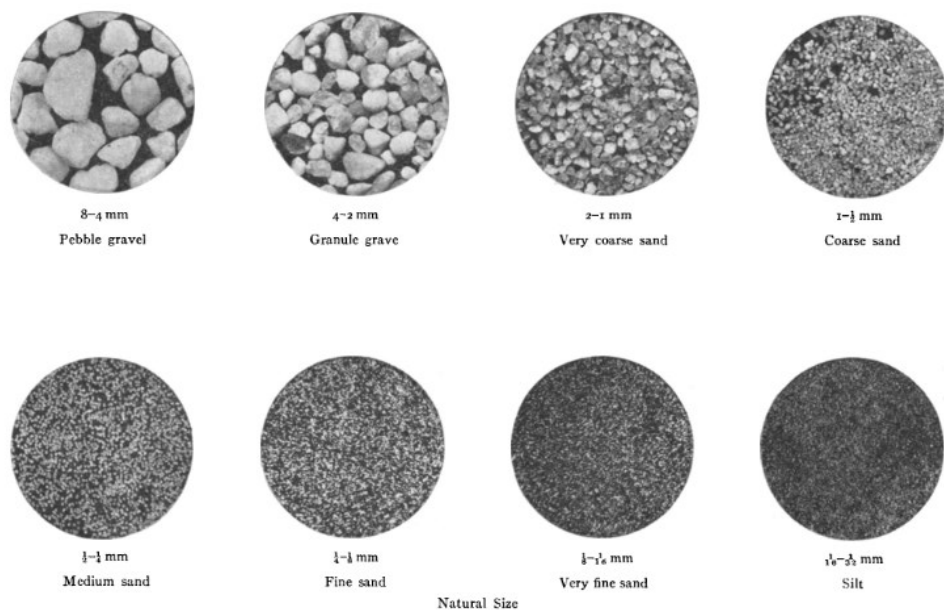 8–4 mm
4–2 mm
2–1 mm
1–½ mm
Pebble gravel
Granule grave
Very coarse sand
Coarse sand
½–¼ mm
¼–⅛ mm
⅛–1/16 mm
1/16–1/32 mm
Medium sand
Fine sand
Very fine sand
Silt
Natural Size